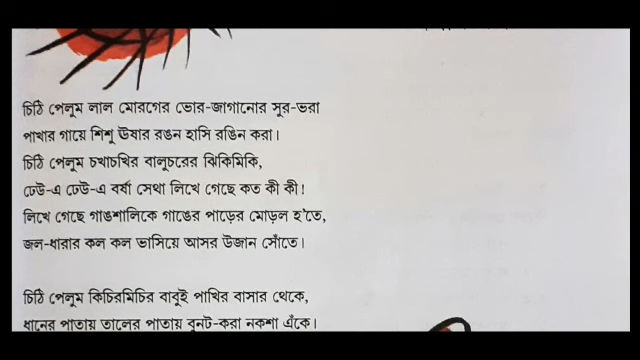 চিঠি পেলুম লাল মোরগের ভোর-জাগানোর সুর-ভরা
পাখার গায়ে শিশু ঊষার রঙন হাসি রঙিন করা।
চিঠি পেলুম চখাচখির বালুচরের ঝিকিমিকি,
ঢেউ-এ ঢেউ-এ বর্ষা সেথা লিখে গেছে কত কী কী!
লিখে গেছে গাঙশালিকে গাঙের পাড়ের মোড়ল হ'তে,
জল-ধারার কল কল ভাসিয়ে আসর উজান সোঁতে।
চিঠি পেলুম কিচিরমিচির বাবুই পাখির বাসার থেকে,
ধানের পাতায় তালের পাতায় বুনট-করা নকশা এঁকে।